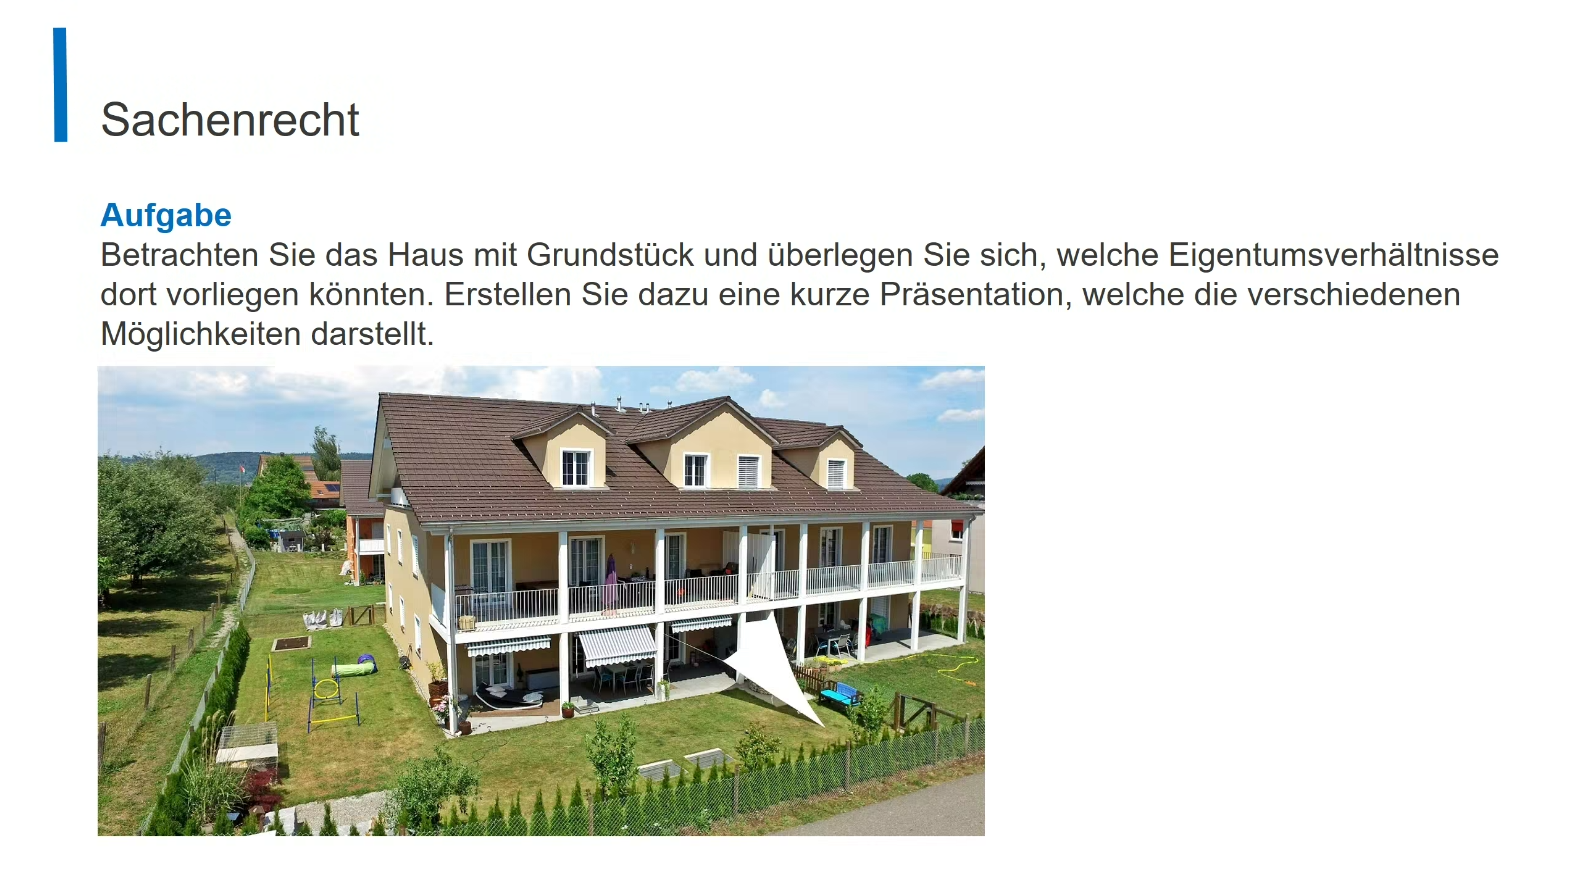 Sachenrecht
Aufgabe
Betrachten Sie das Haus mit Grundstück und überlegen Sie sich, welche Eigentumsverhältnisse
dort vorliegen könnten. Erstellen Sie dazu eine kurze Präsentation, welche die verschiedenen
Möglichkeiten darstellt.